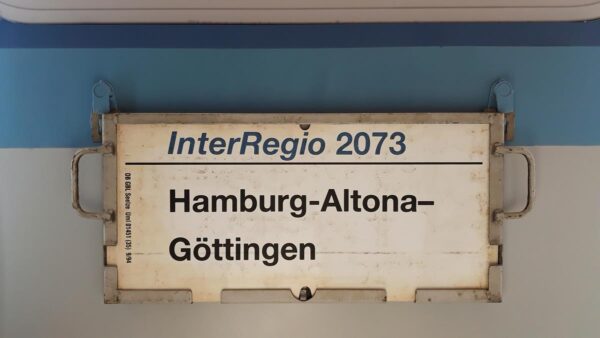 InterRegio 2073
Hamburg-Altona–
Göttingen